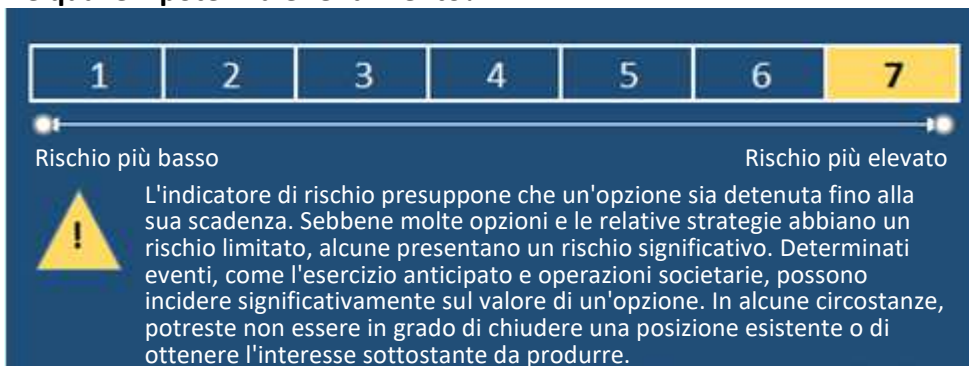 1 2 3 4 5 6 7
Rischio più basso Rischio più elevato
L'indicatore di rischio presuppone che un'opzione sia detenuta fino alla
! sua scadenza. Sebbene molte opzioni e le relative strategie abbiano un
rischio limitato, alcune presentano un rischio significativo. Determinati
eventi, come l'esercizio anticipato e operazioni societarie, possono
incidere significativamente sul valore di un'opzione. In alcune circostanze,
potreste non essere in grado di chiudere una posizione esistente o di
ottenere l'interesse sottostante da produrre.